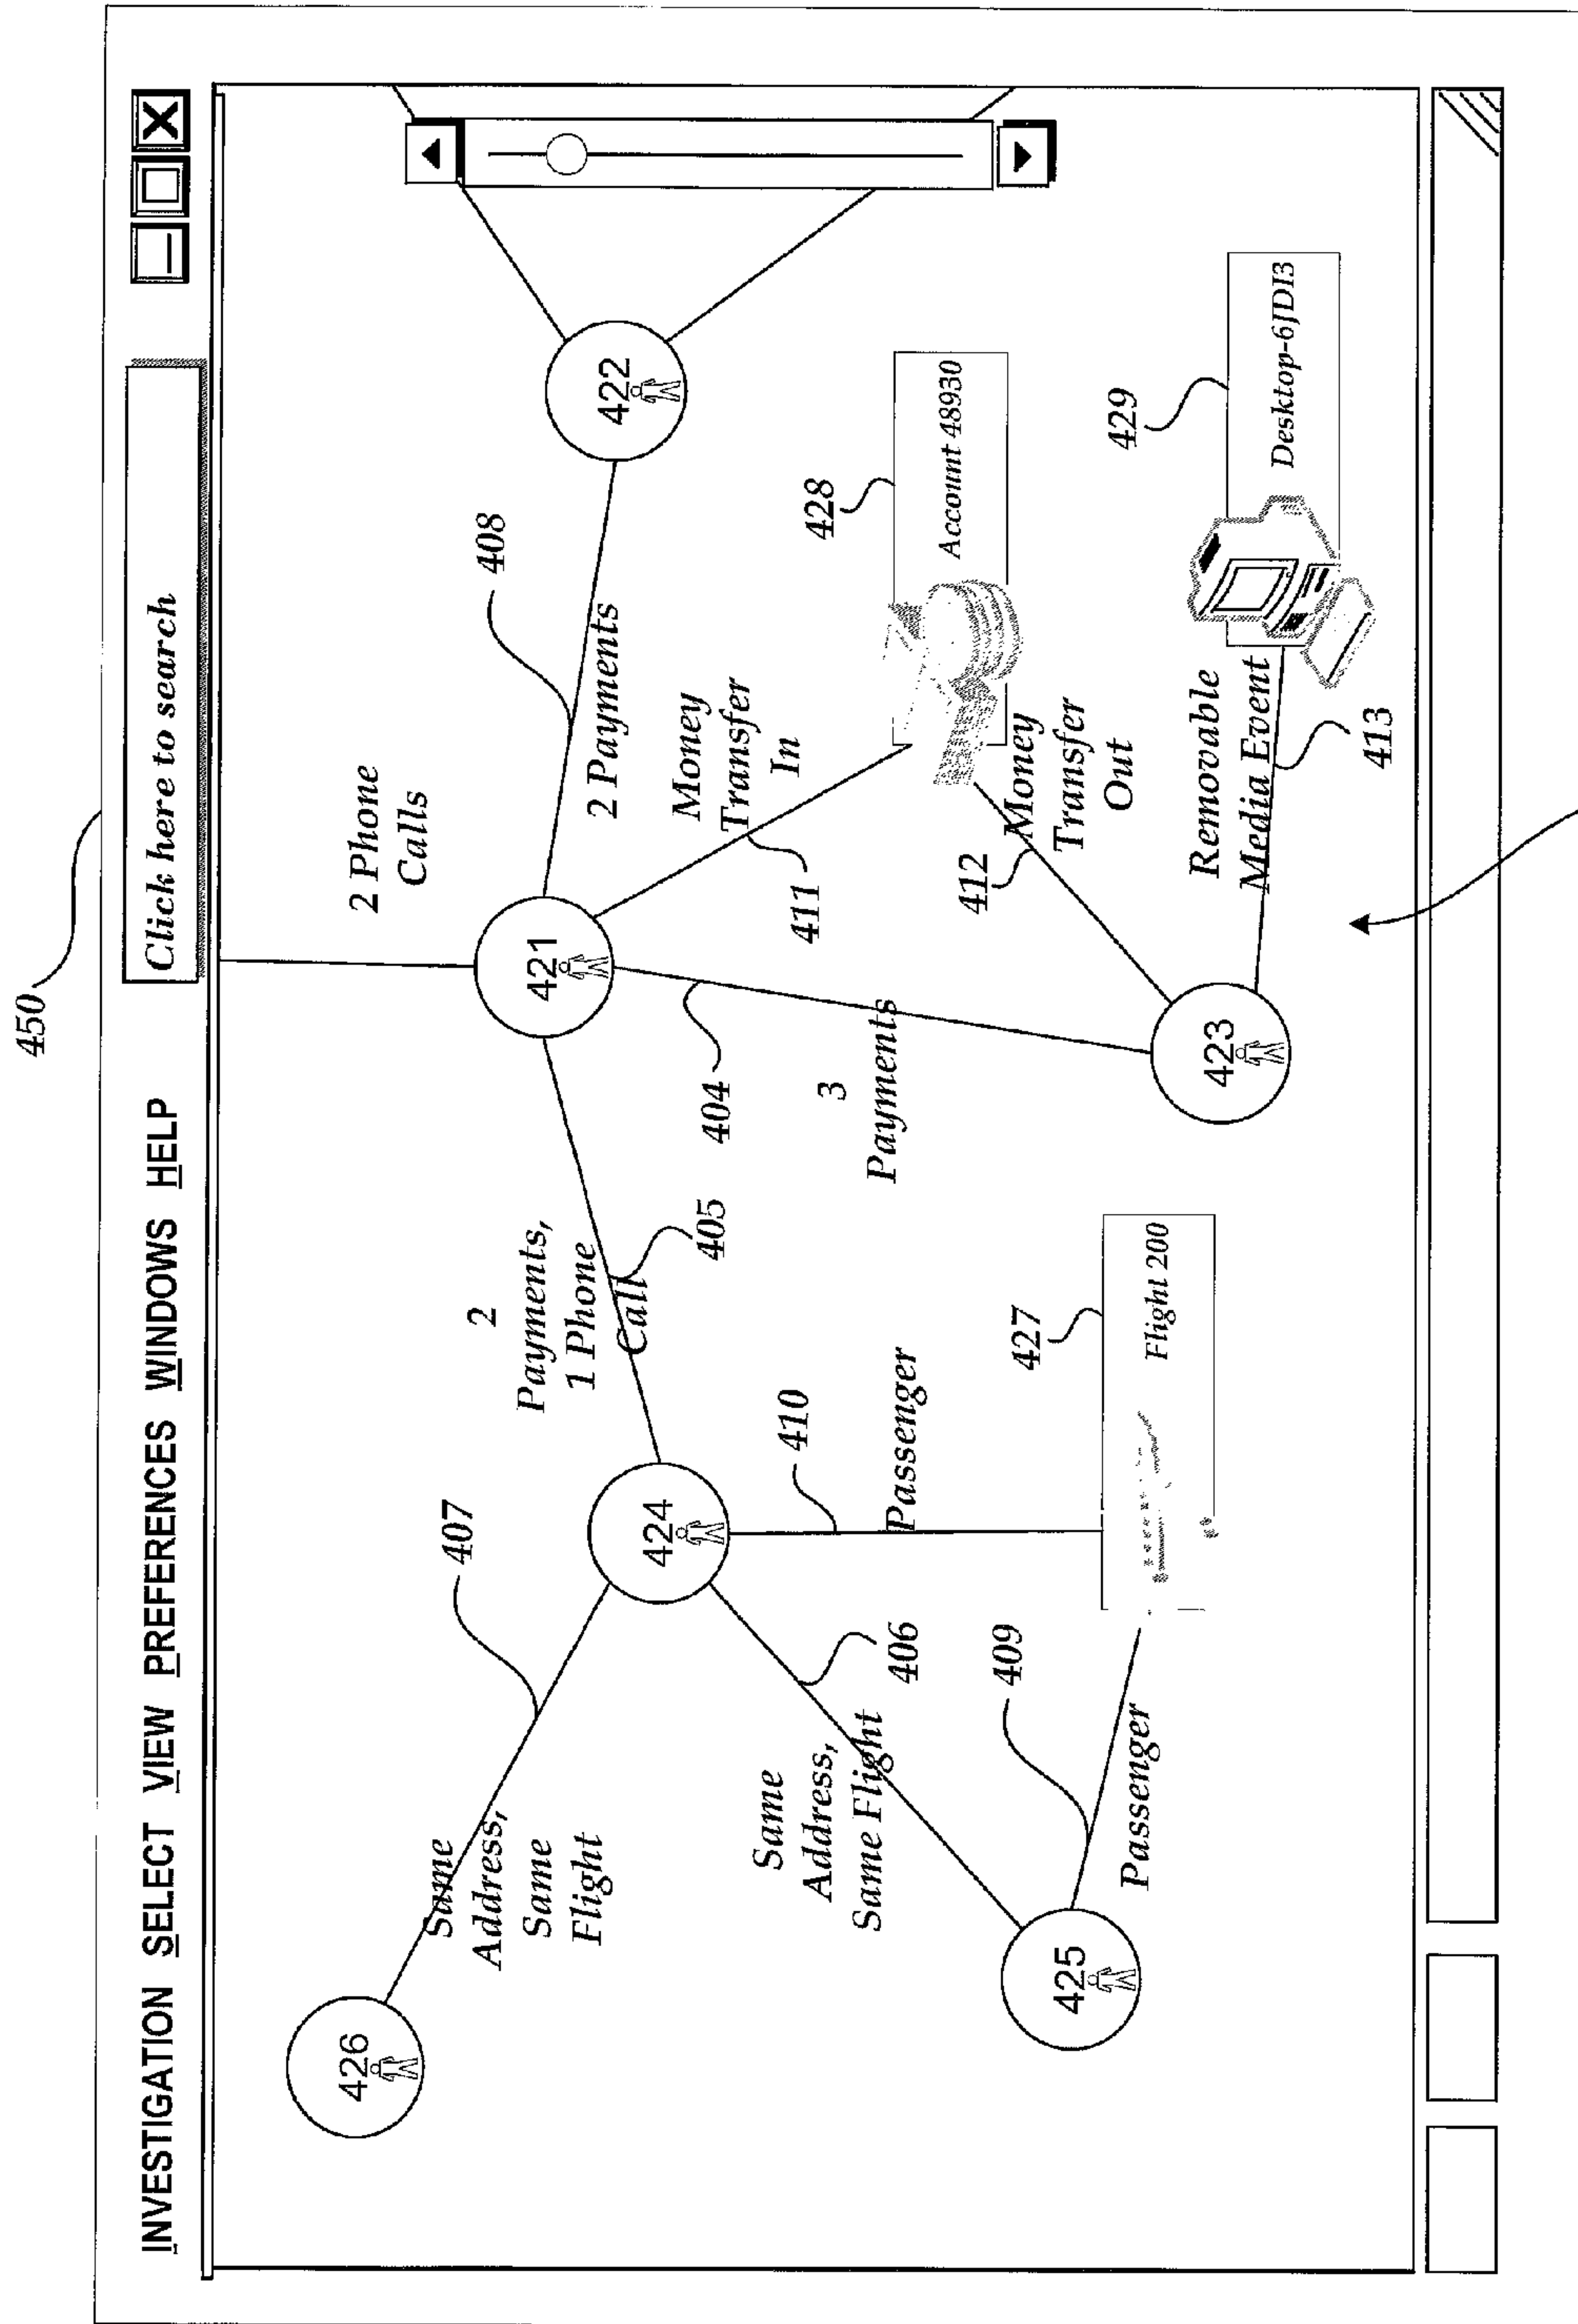 450
INVESTIGATION SELECT VIEW PREFERENCES WINDOWS HELP
Click here to search
2 Phone
Calls
426
407
Same
Address,
Same
Flight
424
2
Payments,
1 Phone
Call
405
421
408
2 Payments
422
Money
Transfer
In
411
404
3
Payments
410
Passenger
406
Same
Address,
Same Flight
428
Account 48930
412
Money
Transfer
Out
409
Passenger
425
427
Flight 200
423
429
Desktop-6JDI3
Removable
Media Event
413